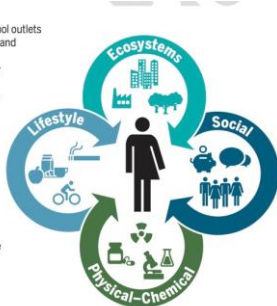 ol outlets
and
Ecosystems
Lifestyle
Social
Physical–Chemical